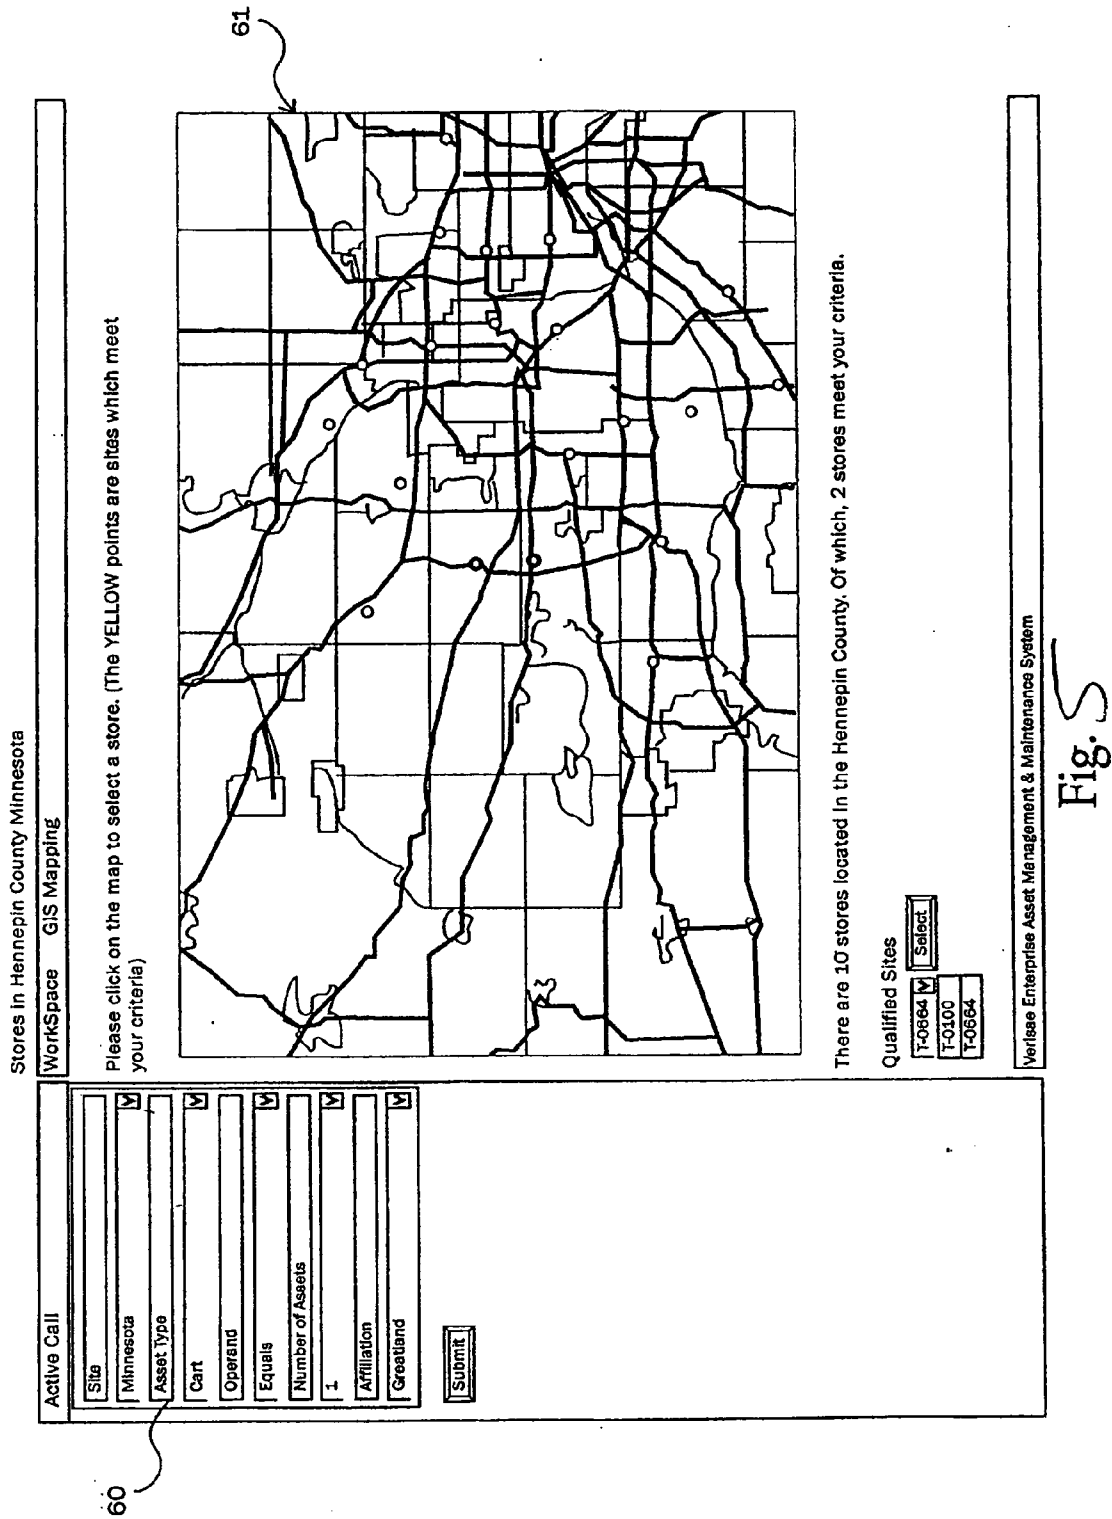 Stores in Hennepin County Minnesota
Active Call
WorkSpace GIS Mapping
60
Site
Minnesota
Asset Type
Cart
Operand
Equals
Number of Assets
1
Affiliation
Greatland
Submit
Please click on the map to select a store. (The YELLOW points are sites which meet
your criteria)
61
There are 10 stores located in the Hennepin County. Of which, 2 stores meet your criteria.
Qualified Sites
T-0664
Select
T-0100
T-0664
Verisae Enterprise Asset Management & Maintenance System
Fig. 5